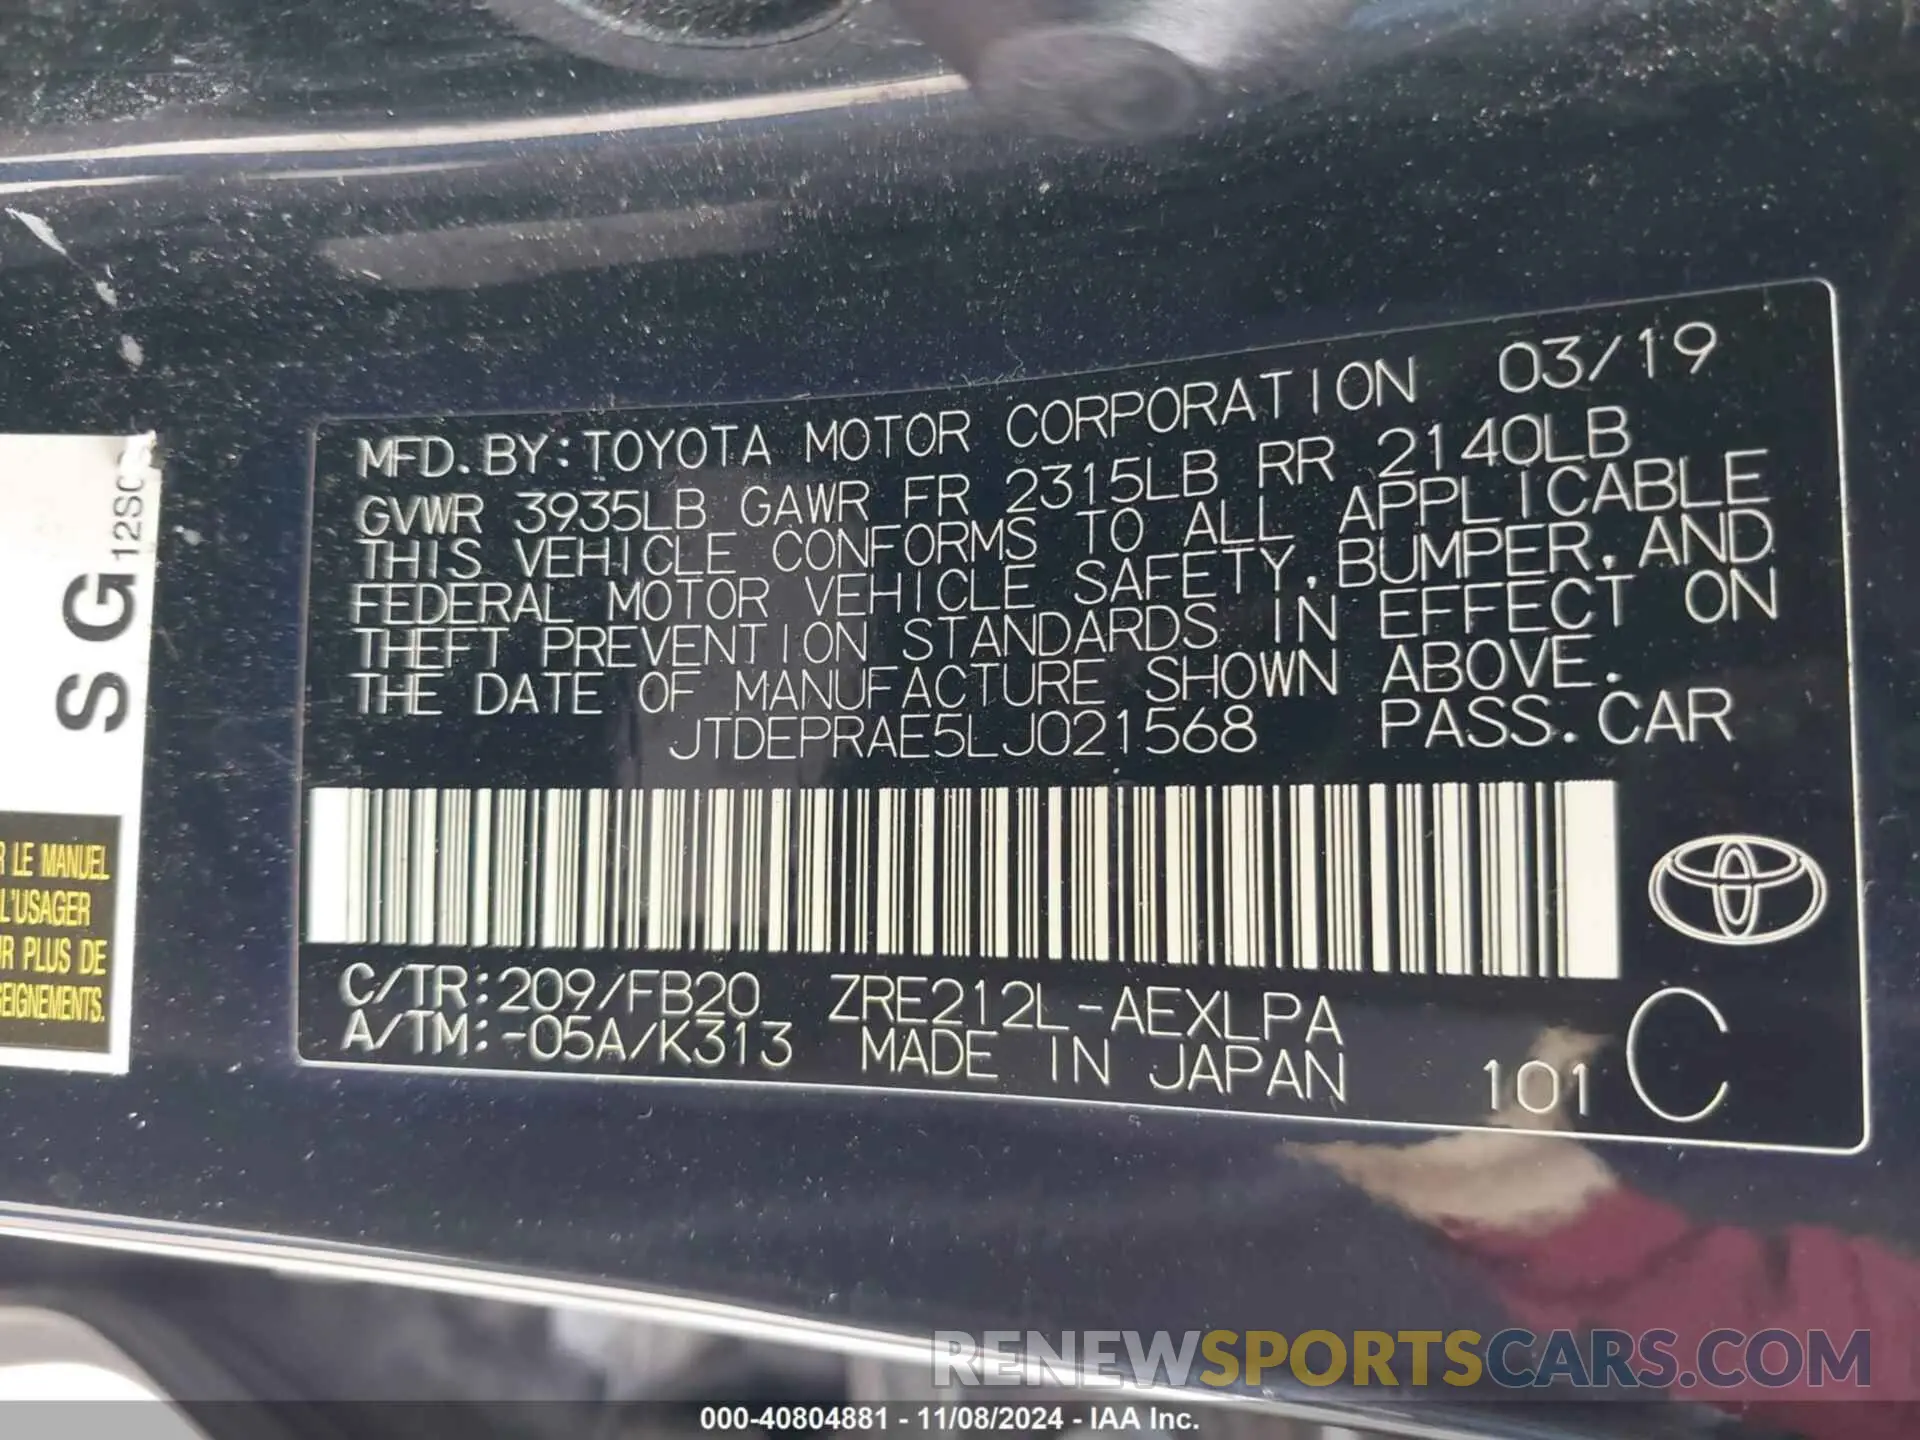 MFD.BY:TOYOTA MOTOR CORPORATION 03/19
GVWR 3935LB GAWR FR 2315LB RR 2140LB
THIS VEHICLE CONFORMS TO ALL APPLICABLE
FEDERAL MOTOR VEHICLE SAFETY,BUMPER,AND
THEFT PREVENTION STANDARDS IN EFFECT ON
THE DATE OF MANUFACTURE SHOWN ABOVE.
JTDEPRAE5LJ021568 PASS.CAR
C/TR:209/FB20 ZRE212L-AEXLPA
A/TM:-05A/K313 MADE IN JAPAN 101 C
S G
R LE MANUEL
L'USAGER
R PLUS DE
EIGNEMENTS.
RENEWSPORTSCARS.COM
000-40804881 - 11/08/2024 - IAA Inc.